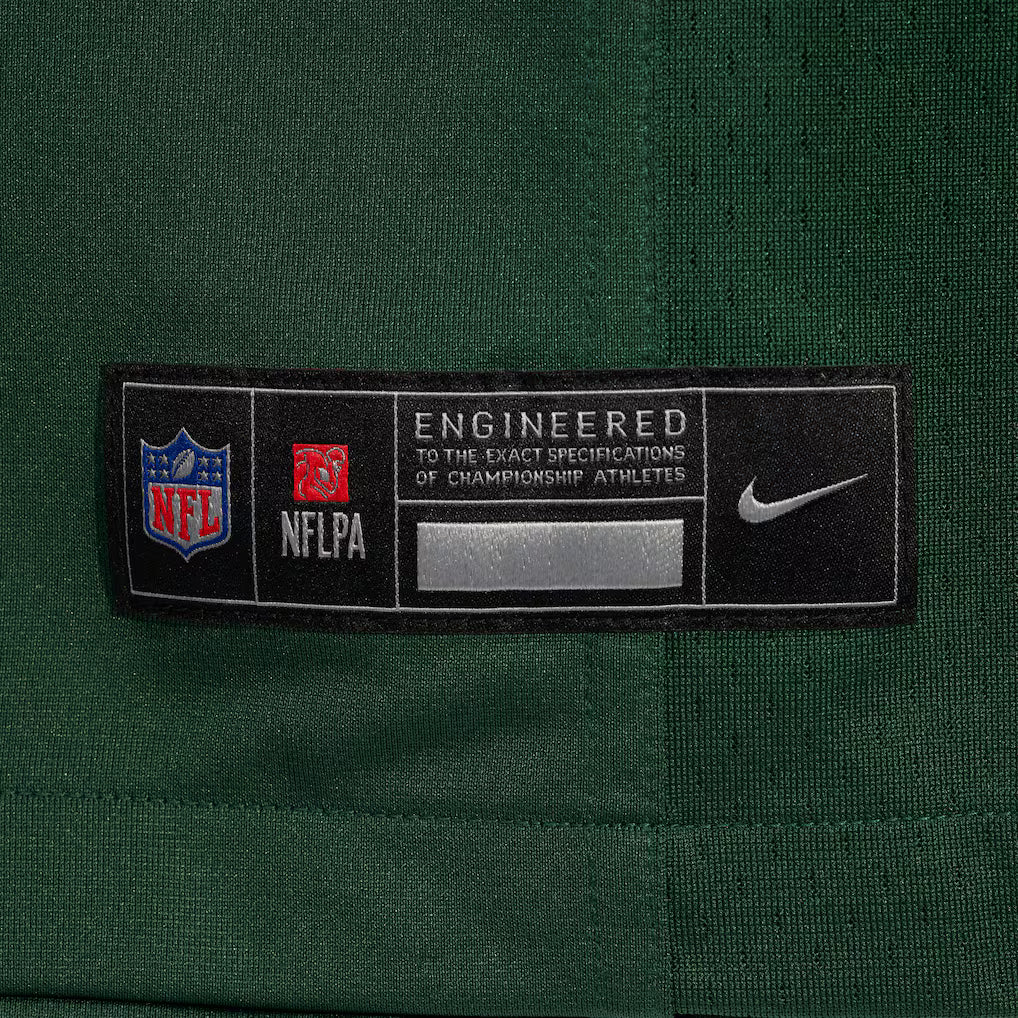 NFL
NFLPA
ENGINEERED
TO THE EXACT SPECIFICATIONS
OF CHAMPIONSHIP ATHLETES